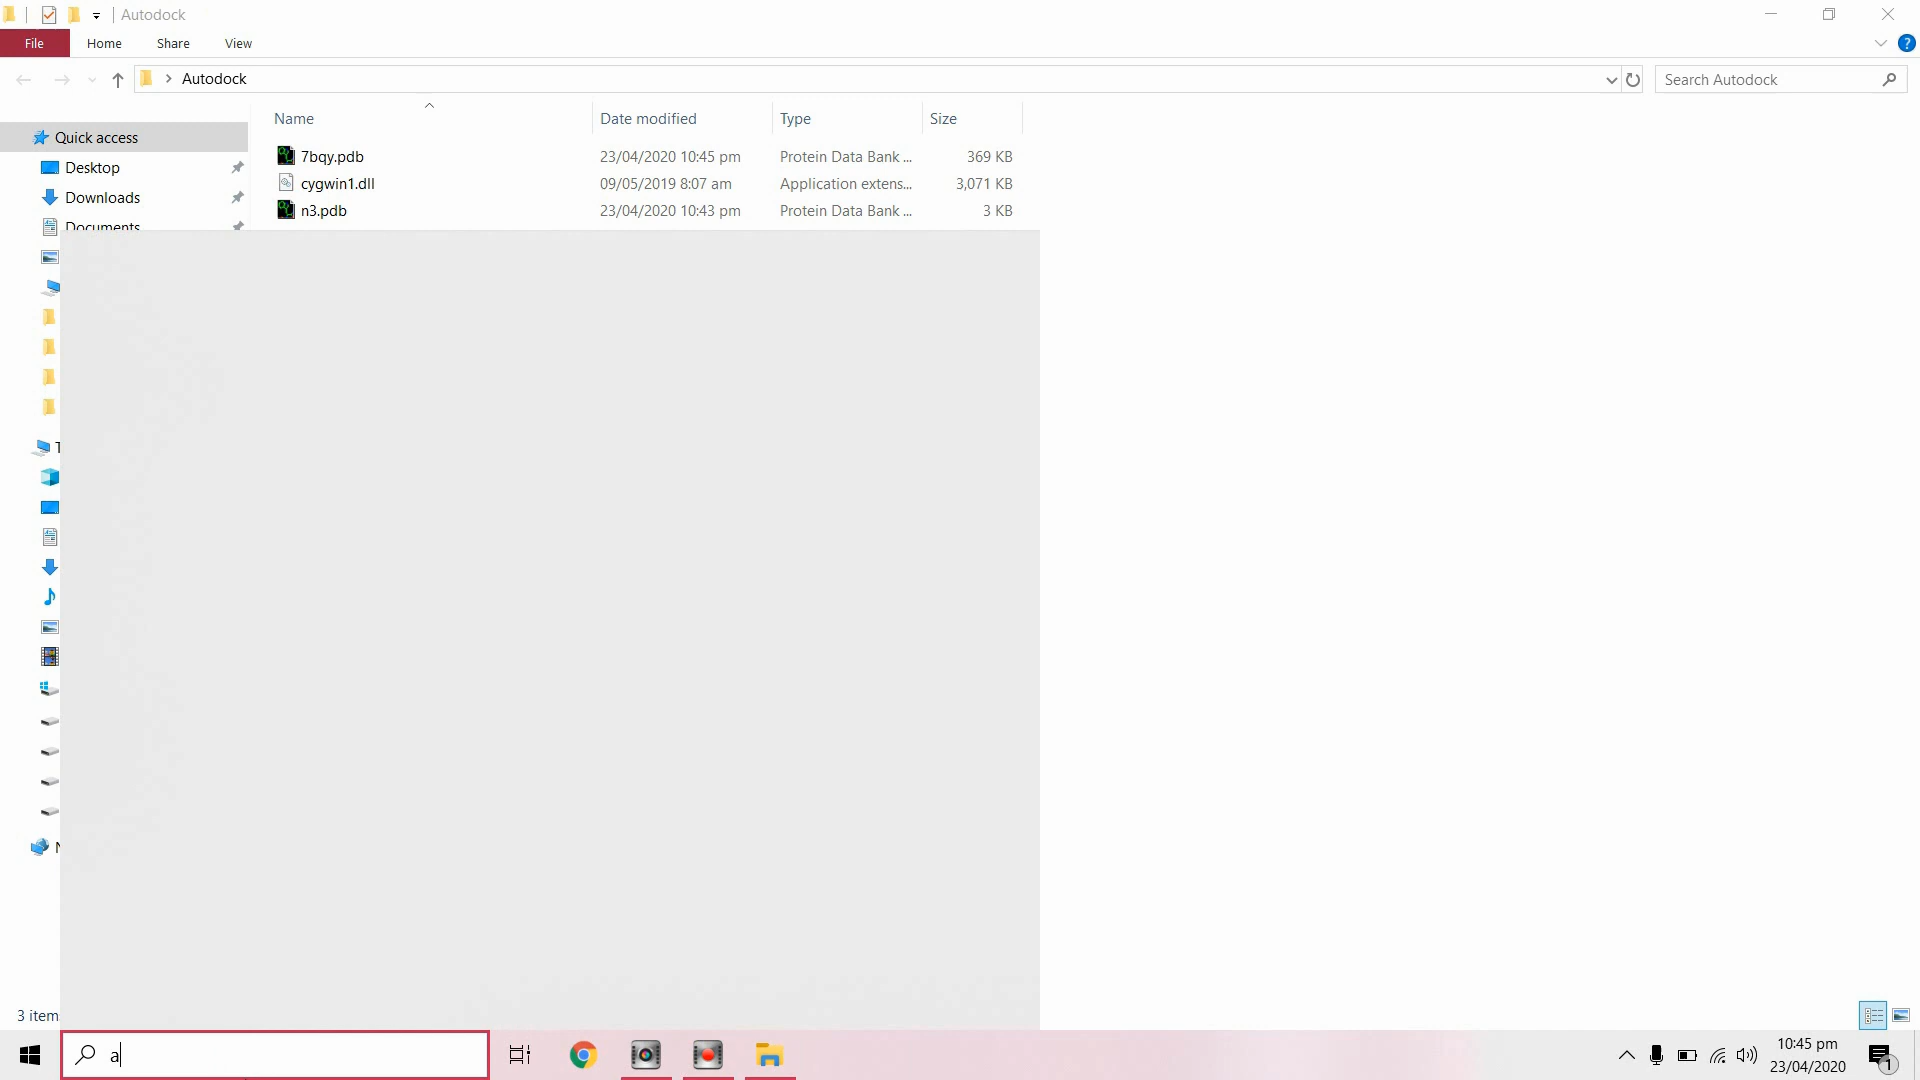 Autodock
File Home Share View
Autodock
Search Autodock
Name Date modified Type Size
Quick access
Desktop
Downloads
Documents
7bqy.pdb 23/04/2020 10:45 pm Protein Data Bank ... 369 KB
cygwin1.dll 09/05/2019 8:07 am Application extens... 3,071 KB
n3.pdb 23/04/2020 10:43 pm Protein Data Bank ... 3 KB
T
N
3 item
a
10:45 pm
23/04/2020
1